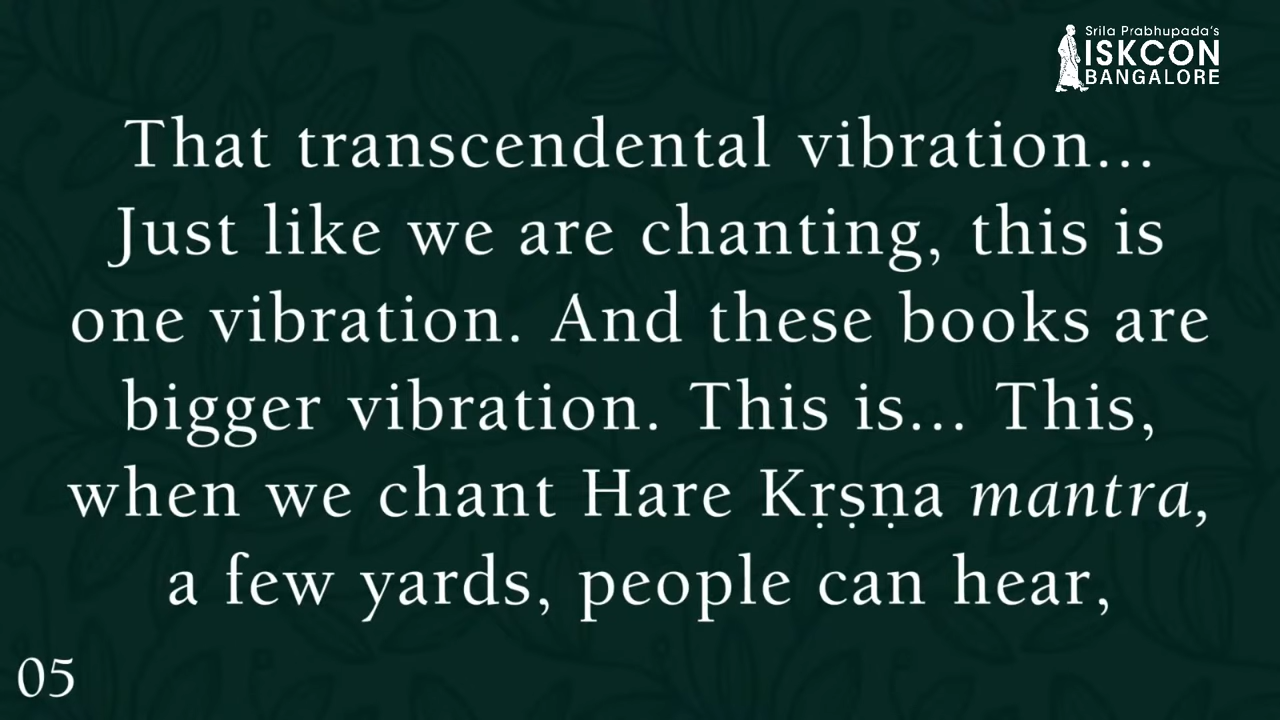 Srila Prabhupada's
ISKCON
BANGALORE
That transcendental vibration...
Just like we are chanting, this is
one vibration. And these books are
bigger vibration. This is... This,
when we chant Hare Kṛṣṇa mantra,
a few yards, people can hear,
05